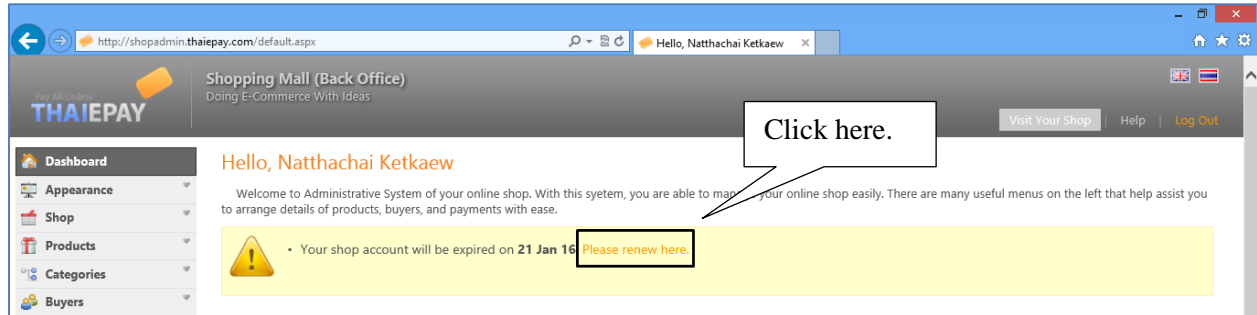 http://shopadmin.thaiepay.com/default.aspx
Hello, Natthachai Ketkaew
Pay All Online
THAIEPAY
Shopping Mall (Back Office)
Doing E-Commerce With Ideas
Visit Your Shop | Help | Log Out
Click here.
Dashboard
Appearance
Shop
Products
Categories
Buyers
Hello, Natthachai Ketkaew
Welcome to Administrative System of your online shop. With this syetem, you are able to your online shop easily. There are many useful menus on the left that help assist you
to arrange details of products, buyers, and payments with ease.
• Your shop account will be expired on 21 Jan 16 Please renew here.